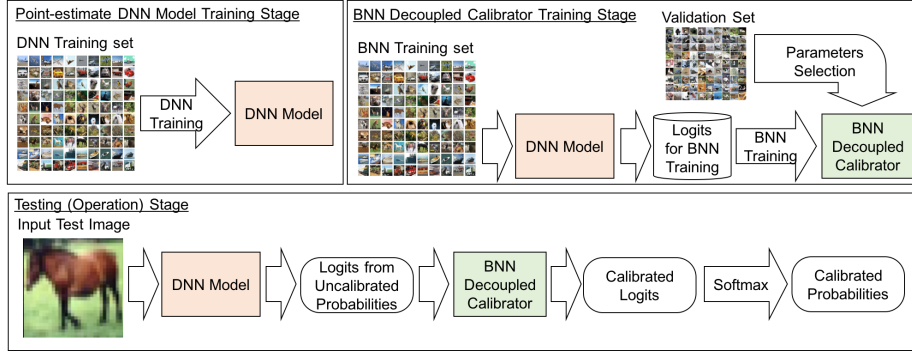 Point-estimate DNN Model Training Stage
DNN Training set
DNN
Training
DNN Model
BNN Decoupled Calibrator Training Stage
BNN Training set
Validation Set
Parameters
Selection
DNN Model
Logits
for BNN
Training
BNN
Training
BNN
Decoupled
Calibrator
Testing (Operation) Stage
Input Test Image
DNN Model
Logits from
Uncalibrated
Probabilities
BNN
Decoupled
Calibrator
Calibrated
Logits
Softmax
Calibrated
Probabilities